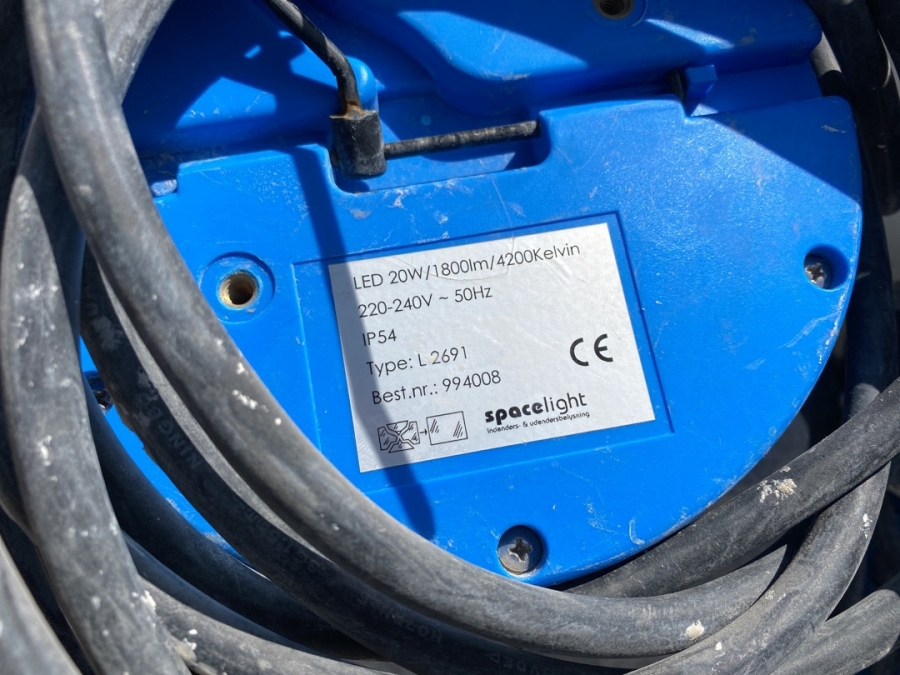 LED 20W/1800lm/4200Kelvin
220-240V ~ 50Hz
IP54
Type: L 2691
Best.nr.: 994008
CE
spacelight
indendørs- & udendørsbelysning